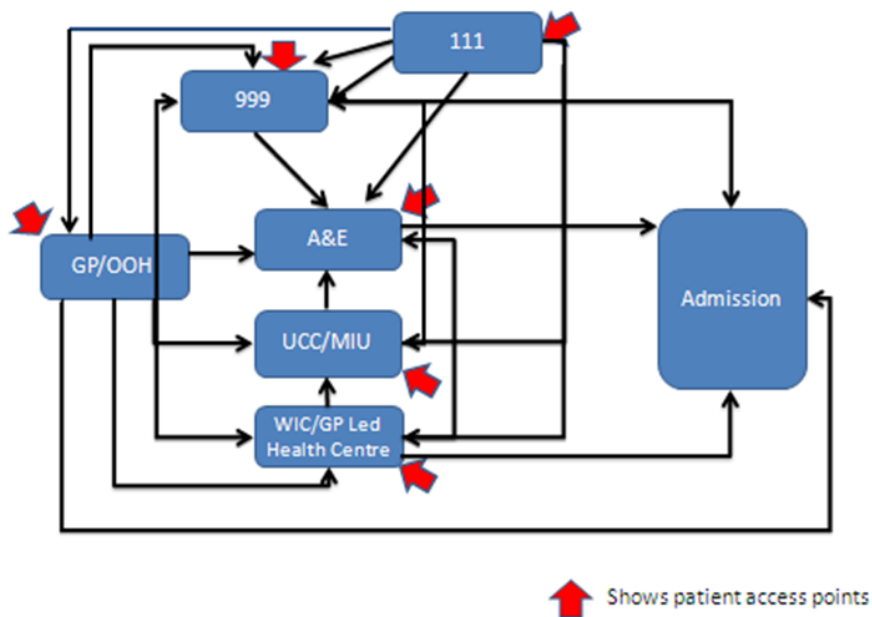 111
999
A&E
GP/OOH
Admission
UCC/MIU
WIC/GP Led
Health Centre
Shows patient access points